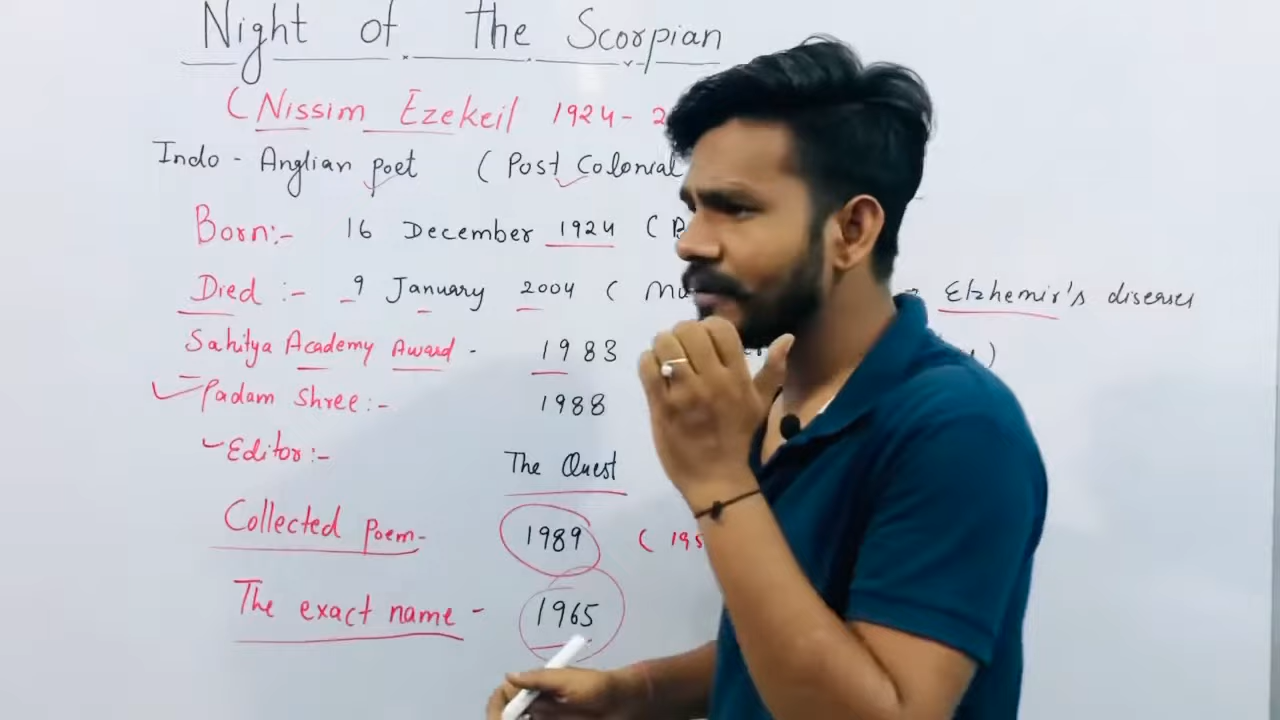 Night of The Scorpian
( Nissim Ezekeil 1924- 2
Indo - Anglian poet ( Post Colonial
Born:- 16 December 1924 ( B
Died :- 9 January 2004 ( Mu Elzhemir's diseases
Sahitya Academy Award - 1983 )
Padam Shree:- 1988
Editor:- The Quest
Collected poem- 1989 ( 195
The exact name - 1965